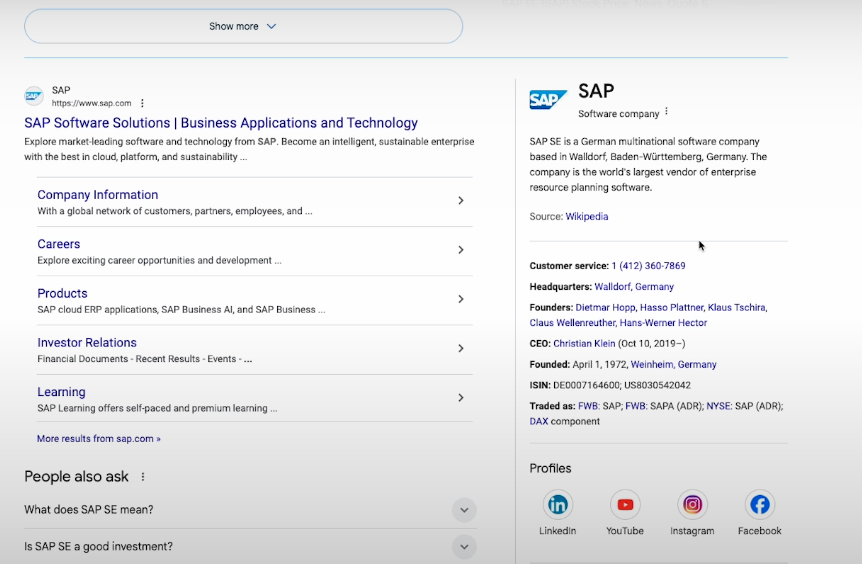 Show more
SAP
SAP
https://www.sap.com
SAP Software Solutions | Business Applications and Technology
Explore market-leading software and technology from SAP. Become an intelligent, sustainable enterprise
with the best in cloud, platform, and sustainability ...
Company Information
With a global network of customers, partners, employees, and ...
Careers
Explore exciting career opportunities and development ...
Products
SAP cloud ERP applications, SAP Business AI, and SAP Business ...
Investor Relations
Financial Documents - Recent Results - Events - ...
Learning
SAP Learning offers self-paced and premium learning ...
More results from sap.com »
People also ask
What does SAP SE mean?
Is SAP SE a good investment?
SAP
SAP
Software company
SAP SE is a German multinational software company
based in Walldorf, Baden-Württemberg, Germany. The
company is the world's largest vendor of enterprise
resource planning software.
Source: Wikipedia
Customer service: 1 (412) 360-7869
Headquarters: Walldorf, Germany
Founders: Dietmar Hopp, Hasso Plattner, Klaus Tschira,
Claus Wellenreuther, Hans-Werner Hector
CEO: Christian Klein (Oct 10, 2019–)
Founded: April 1, 1972, Weinheim, Germany
ISIN: DE0007164600; US8030542042
Traded as: FWB: SAP; FWB: SAPA (ADR); NYSE: SAP (ADR);
DAX component
Profiles
LinkedIn
YouTube
Instagram
Facebook